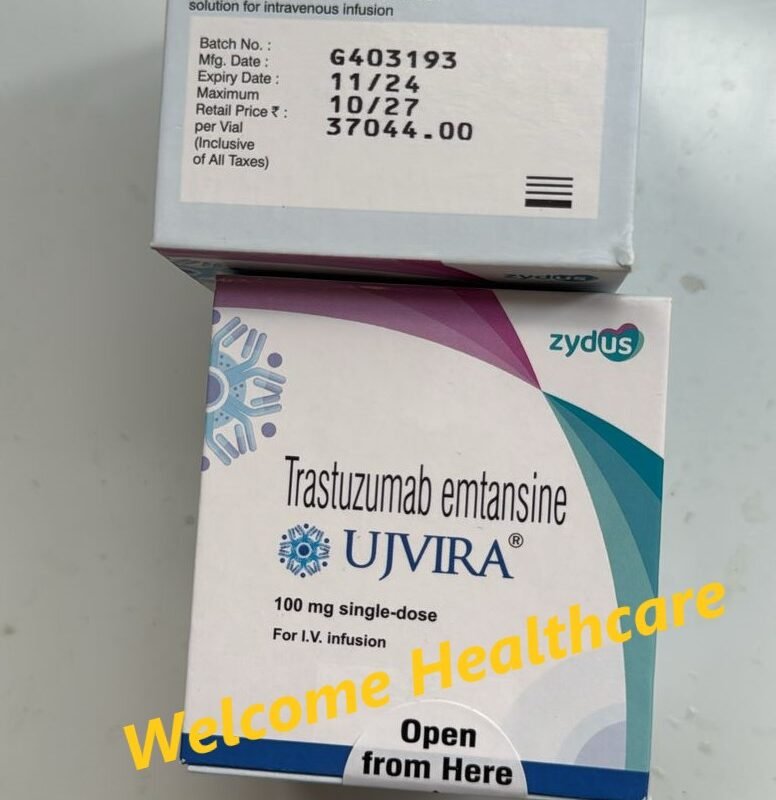 solution for intravenous infusion
Batch No. : G403193
Mfg. Date : 11/24
Expiry Date : 10/27
Maximum
Retail Price ₹ : 37044.00
per Vial
(Inclusive
of All Taxes)
zydus
zydus
Trastuzumab emtansine
UJVIRA®
100 mg single-dose
For I.V. infusion
Welcome Healthcare
Open
from Here